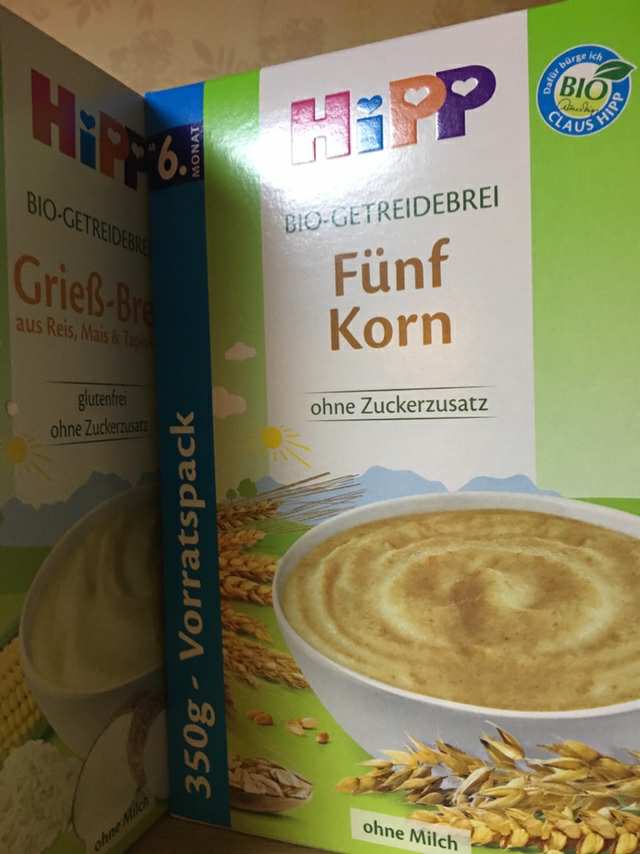 HiPP
BIO-GETREIDEBREI
Grieß-Bre
aus Reis, Mais &
glutenfrei
ohne Zuckerzusatz
ohne Milch
6.
MONAT
350g - Vorratspack
HiPP
BIO-GETREIDEBREI
Fünf
Korn
ohne Zuckerzusatz
ohne Milch
Dafür bürge ich
BIO
CLAUS HIPP